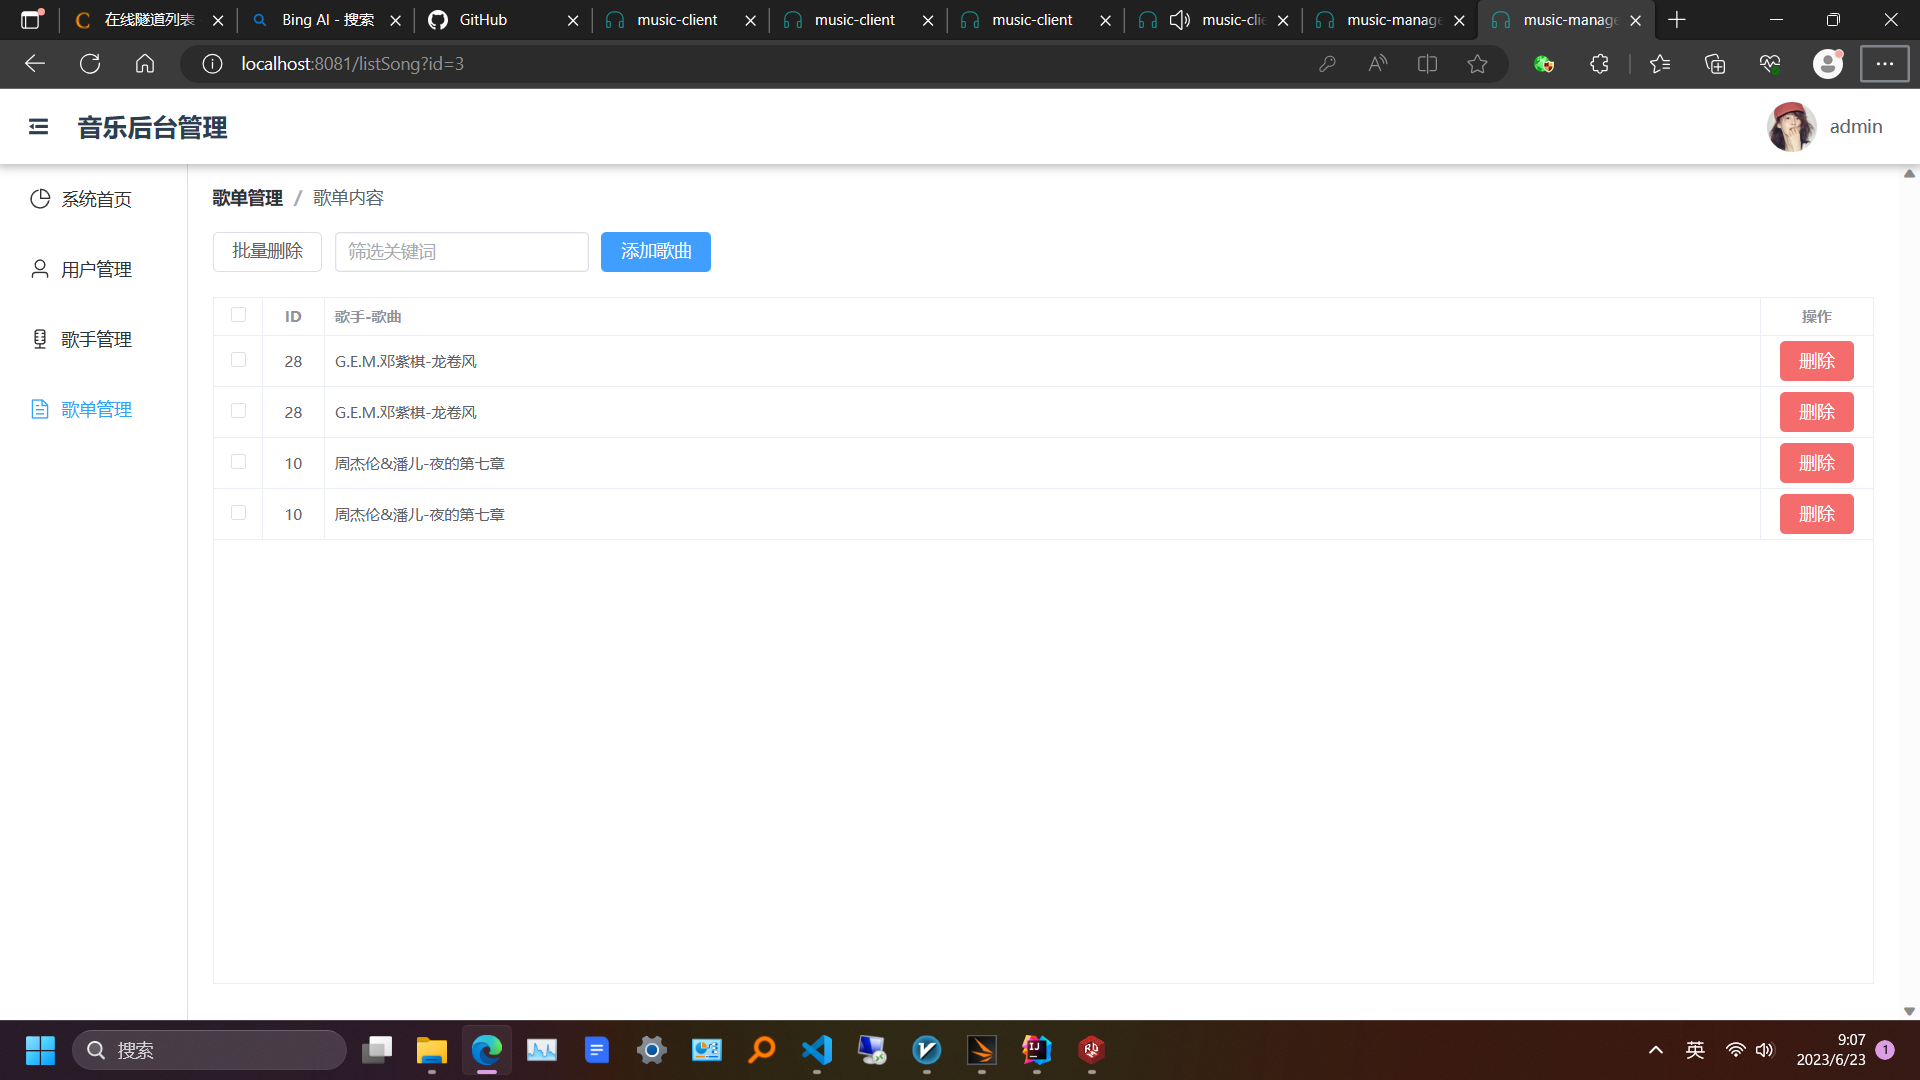 在线隧道列表
Bing AI - 搜索
GitHub
music-client
music-client
music-client
music-clie
music-manage
music-manage
localhost:8081/listSong?id=3
音乐后台管理
admin
系统首页
用户管理
歌手管理
歌单管理
歌单管理 / 歌单内容
批量删除
筛选关键词
添加歌曲
ID 歌手-歌曲 操作
28 G.E.M.邓紫棋-龙卷风 删除
28 G.E.M.邓紫棋-龙卷风 删除
10 周杰伦&潘儿-夜的第七章 删除
10 周杰伦&潘儿-夜的第七章 删除
搜索
英
9:07
2023/6/23
1